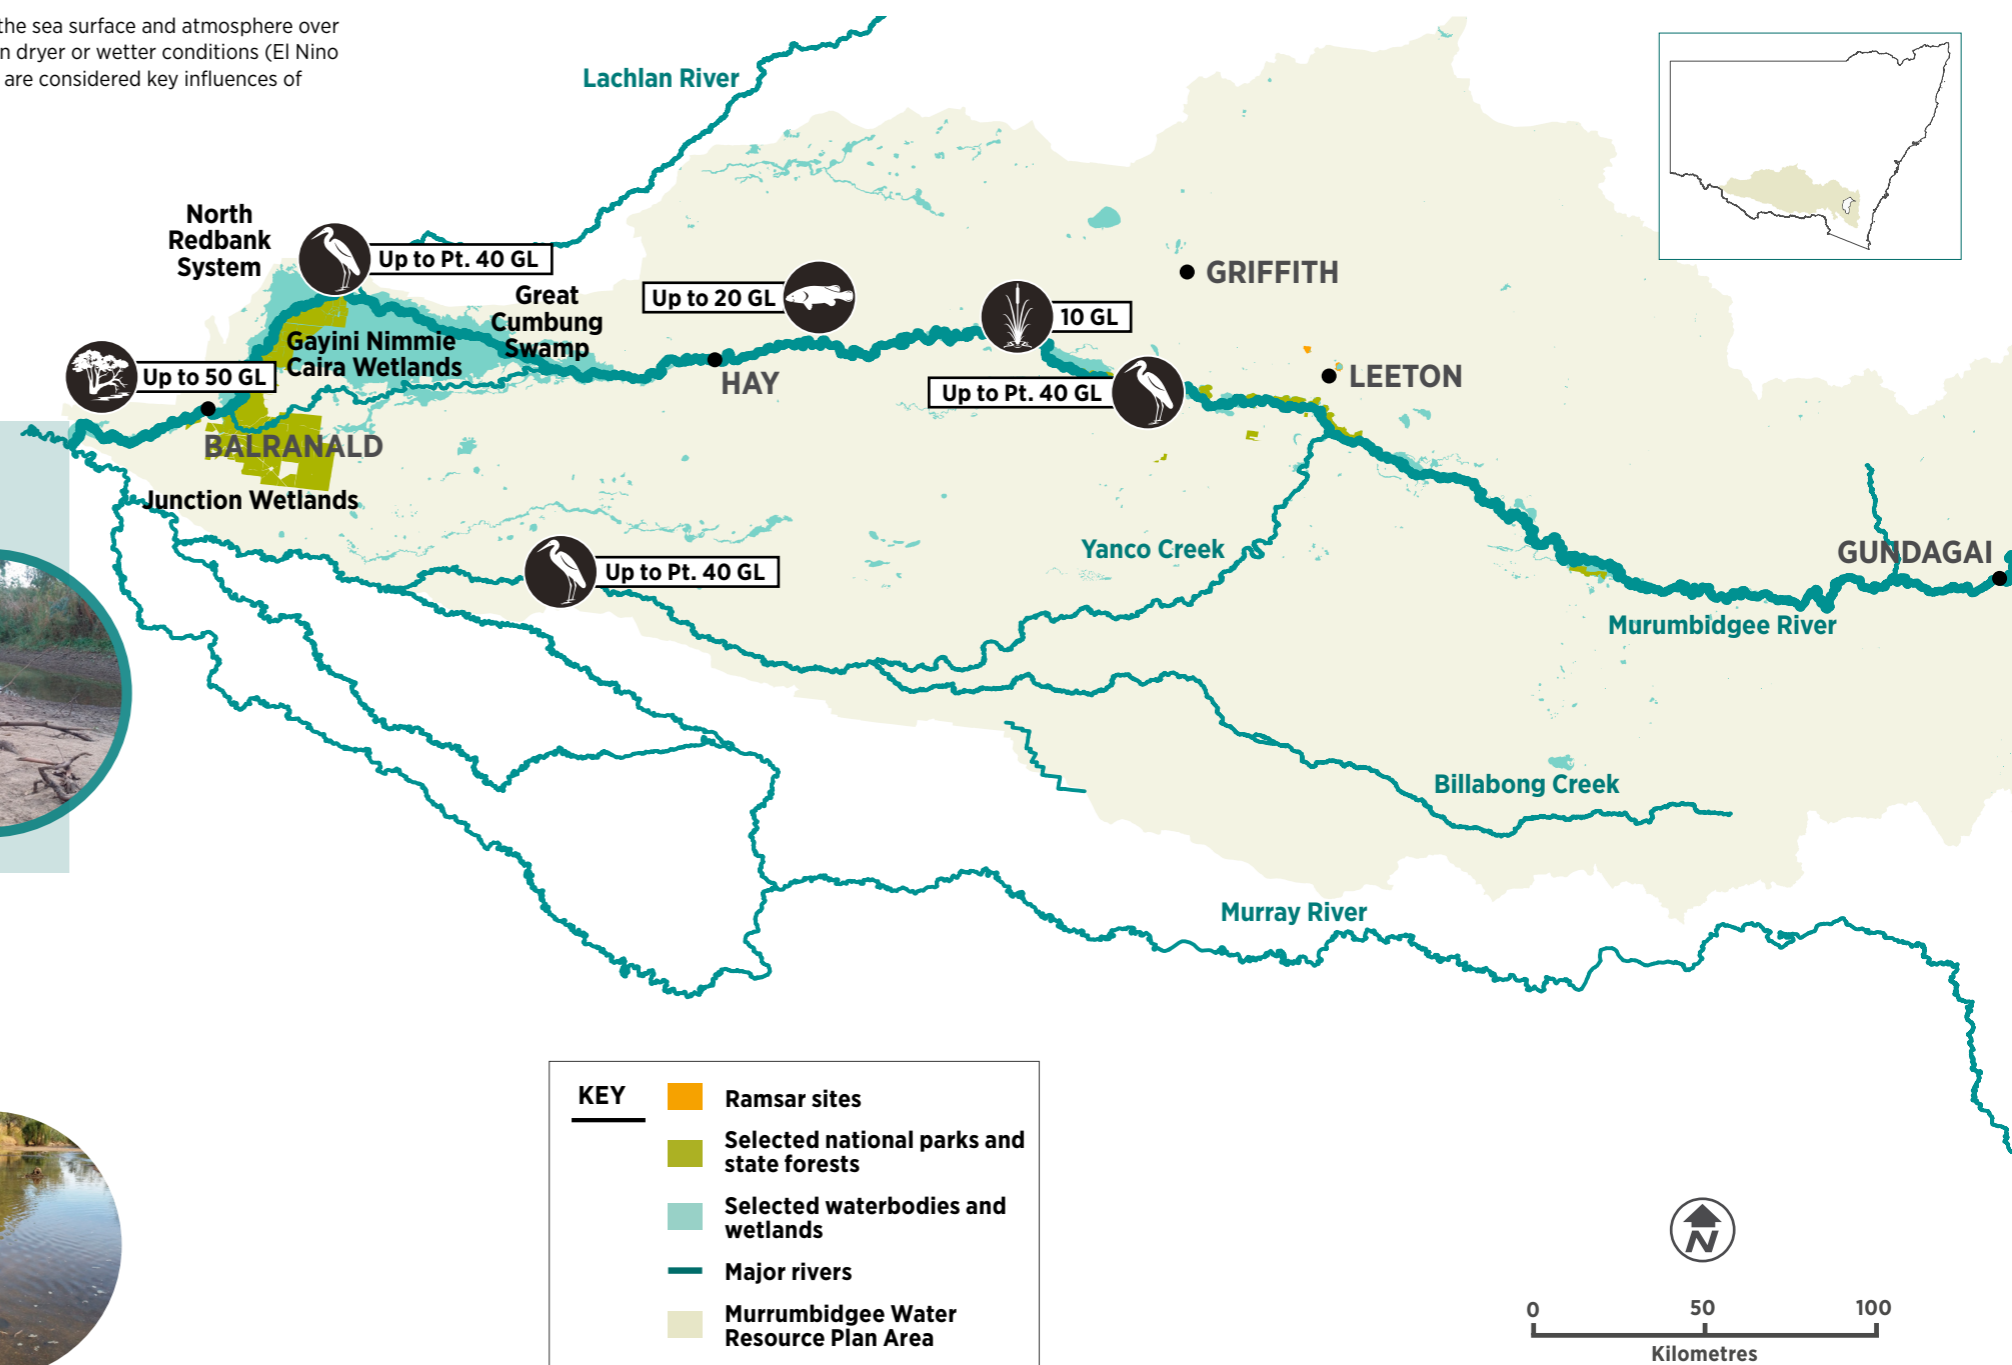 the sea surface and atmosphere over
n dryer or wetter conditions (El Nino
are considered key influences of
Lachlan River
North
Redbank
System
Up to Pt. 40 GL
Great
Cumbung
Swamp
Up to 20 GL
10 GL
GRIFFITH
Gayini Nimmie
Caira Wetlands
Up to 50 GL
HAY
Up to Pt. 40 GL
LEETON
BALRANALD
Junction Wetlands
Up to Pt. 40 GL
Yanco Creek
GUNDAGAI
Murumbidgee River
Billabong Creek
Murray River
KEY
Ramsar sites
Selected national parks and
state forests
Selected waterbodies and
wetlands
Major rivers
Murrumbidgee Water
Resource Plan Area
N
0 50 100
Kilometres